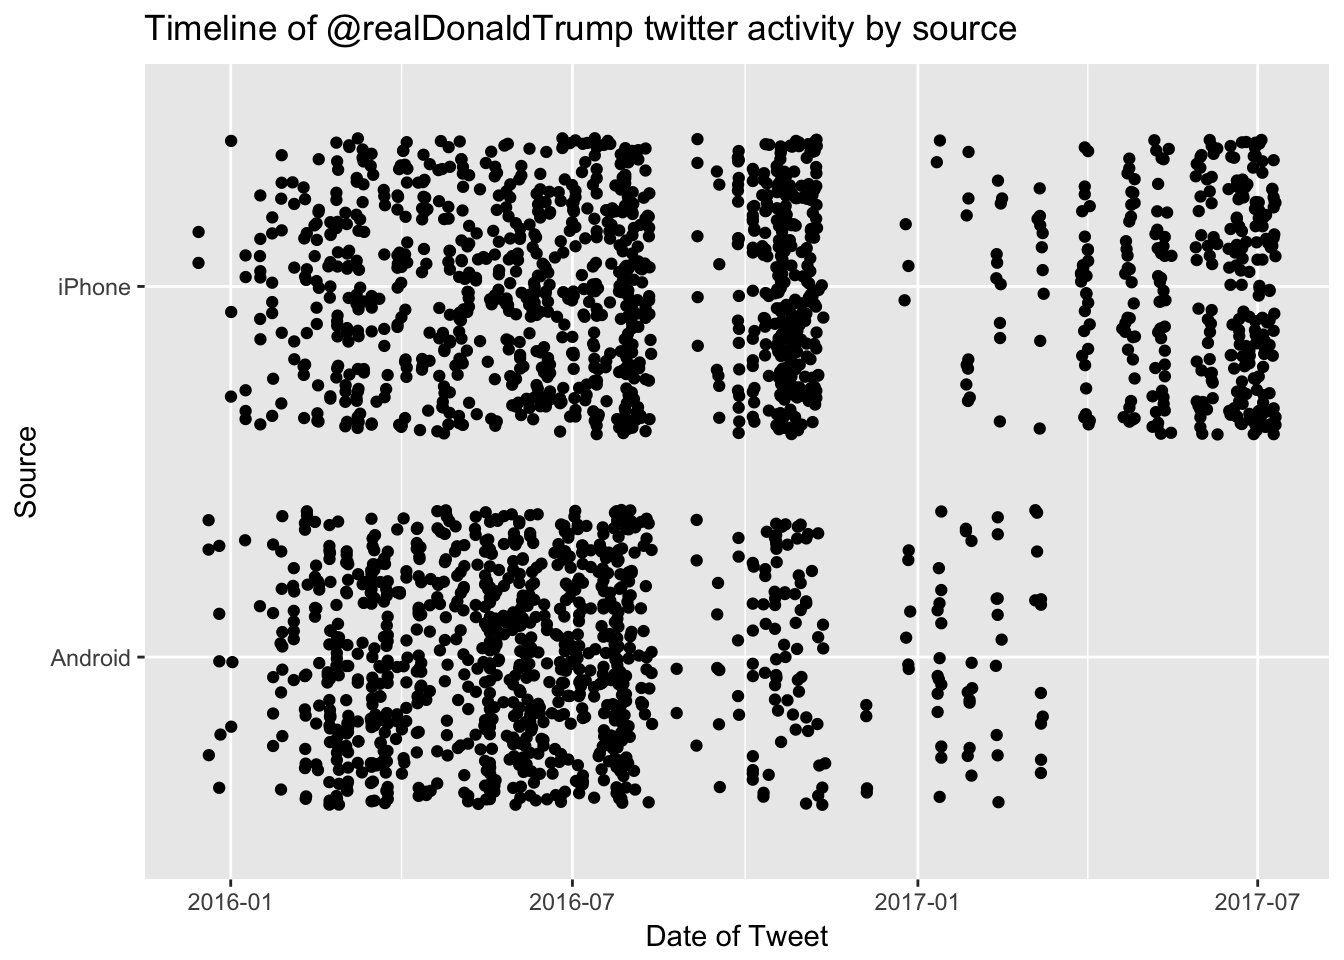 Timeline of @realDonaldTrump twitter activity by source
Source
iPhone
Android
2016-01
2016-07
2017-01
2017-07
Date of Tweet